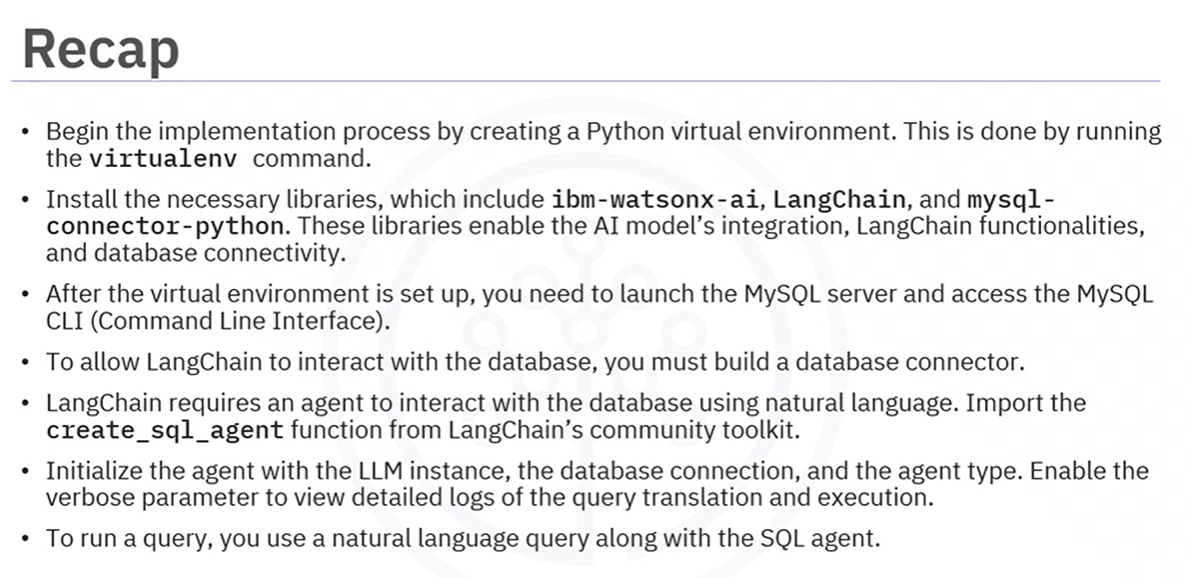 Recap
• Begin the implementation process by creating a Python virtual environment. This is done by running
the virtualenv command.
• Install the necessary libraries, which include ibm-watsonx-ai, LangChain, and mysql-
connector-python. These libraries enable the AI model’s integration, LangChain functionalities,
and database connectivity.
• After the virtual environment is set up, you need to launch the MySQL server and access the MySQL
CLI (Command Line Interface).
• To allow LangChain to interact with the database, you must build a database connector.
• LangChain requires an agent to interact with the database using natural language. Import the
create_sql_agent function from LangChain’s community toolkit.
• Initialize the agent with the LLM instance, the database connection, and the agent type. Enable the
verbose parameter to view detailed logs of the query translation and execution.
• To run a query, you use a natural language query along with the SQL agent.